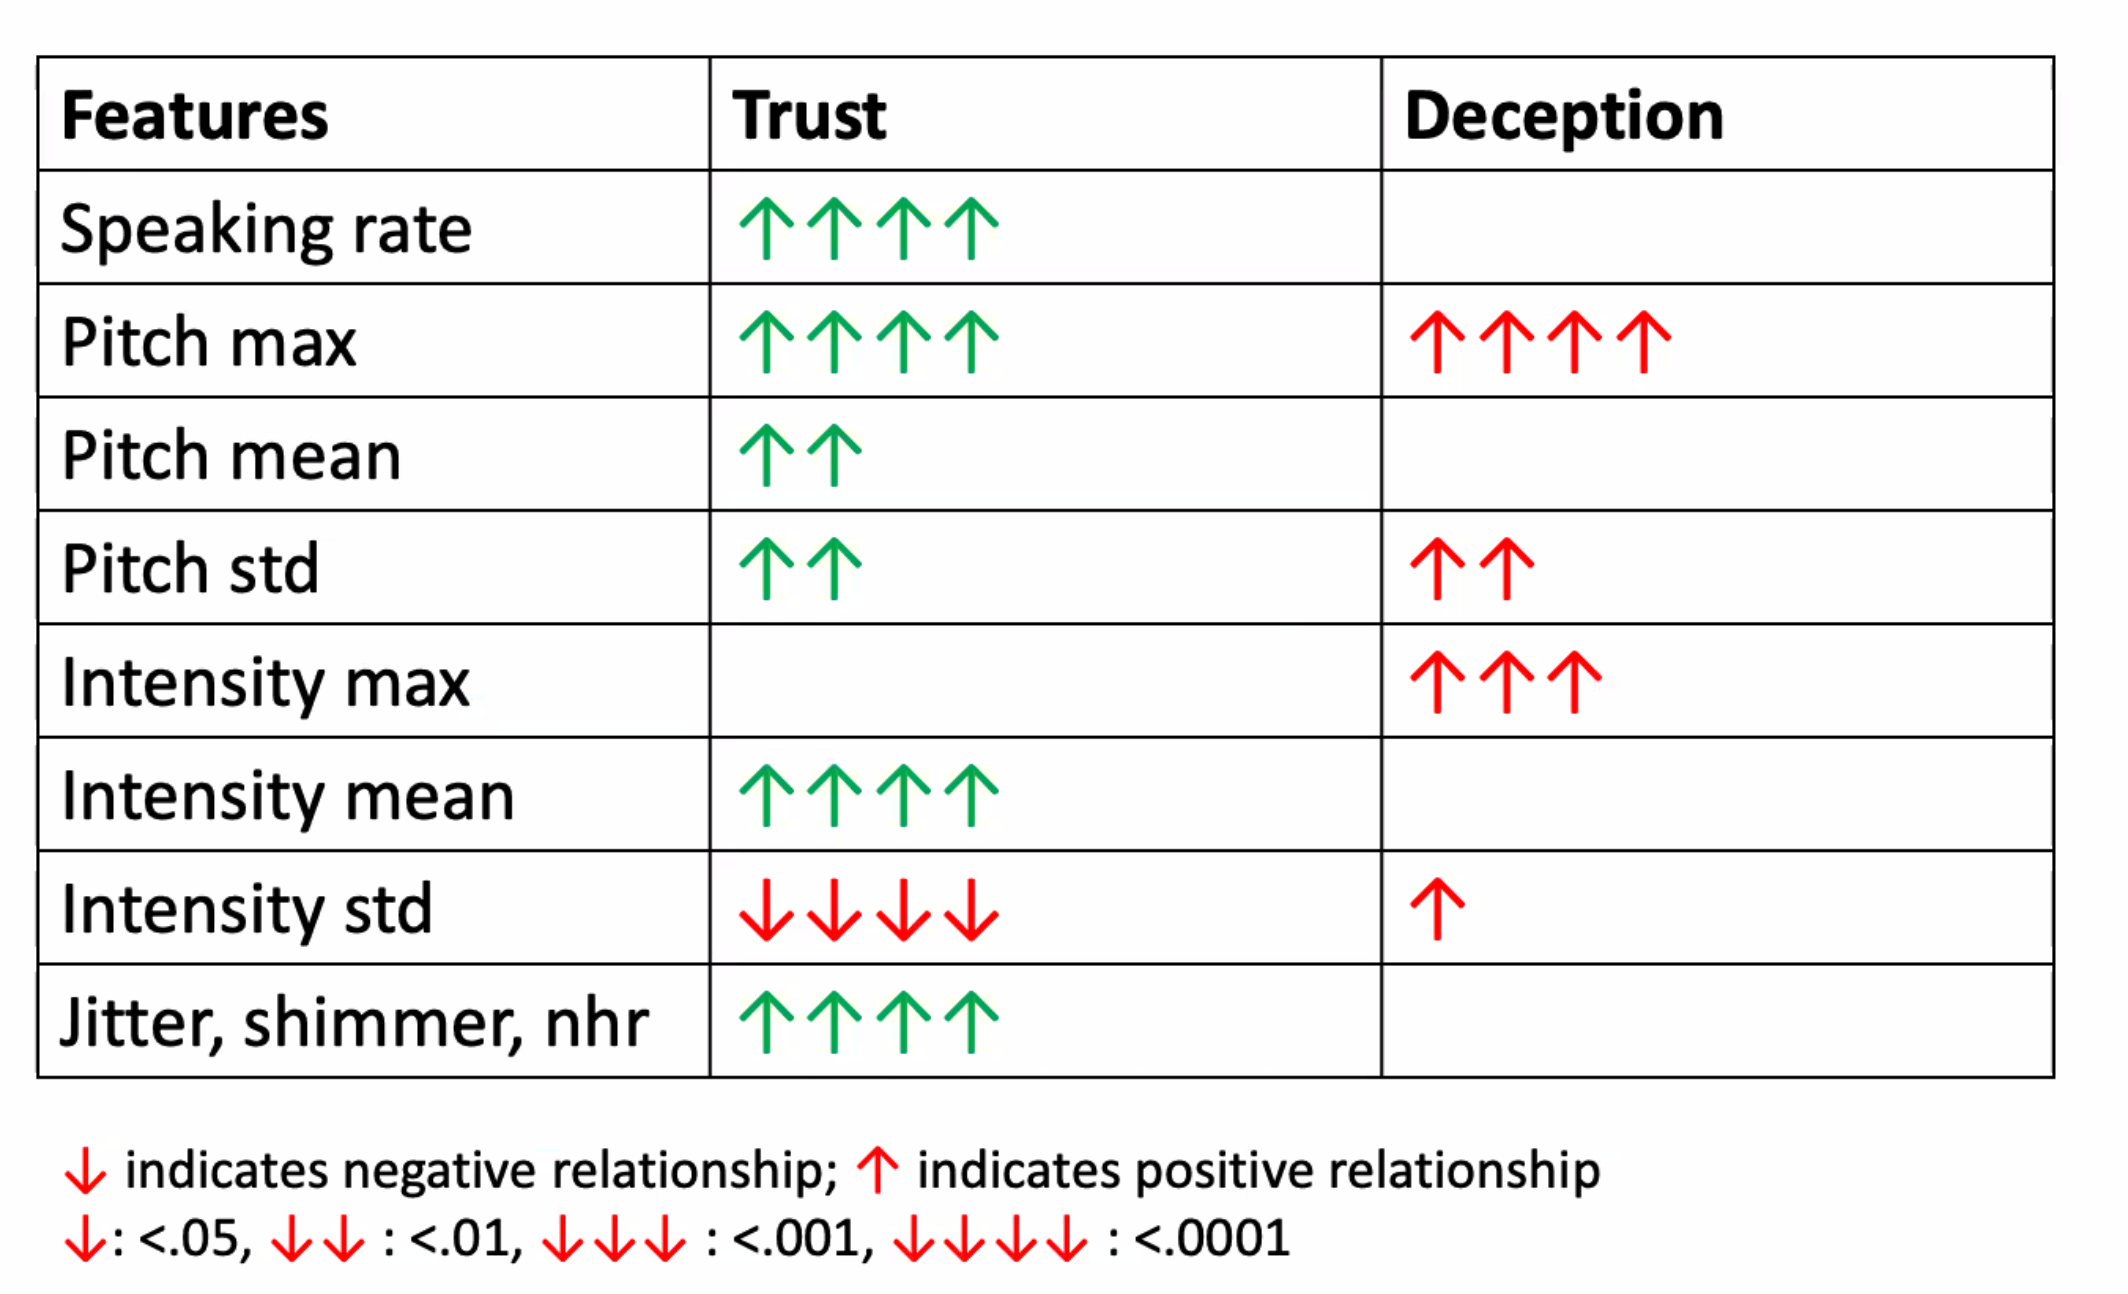 Features Trust Deception
Speaking rate ↑↑↑↑
Pitch max ↑↑↑↑ ↑↑↑↑
Pitch mean ↑↑
Pitch std ↑↑ ↑↑
Intensity max ↑↑↑
Intensity mean ↑↑↑↑
Intensity std ↓↓↓↓ ↑
Jitter, shimmer, nhr ↑↑↑↑
↓ indicates negative relationship; ↑ indicates positive relationship
↓: <.05, ↓↓ : <.01, ↓↓↓ : <.001, ↓↓↓↓ : <.0001